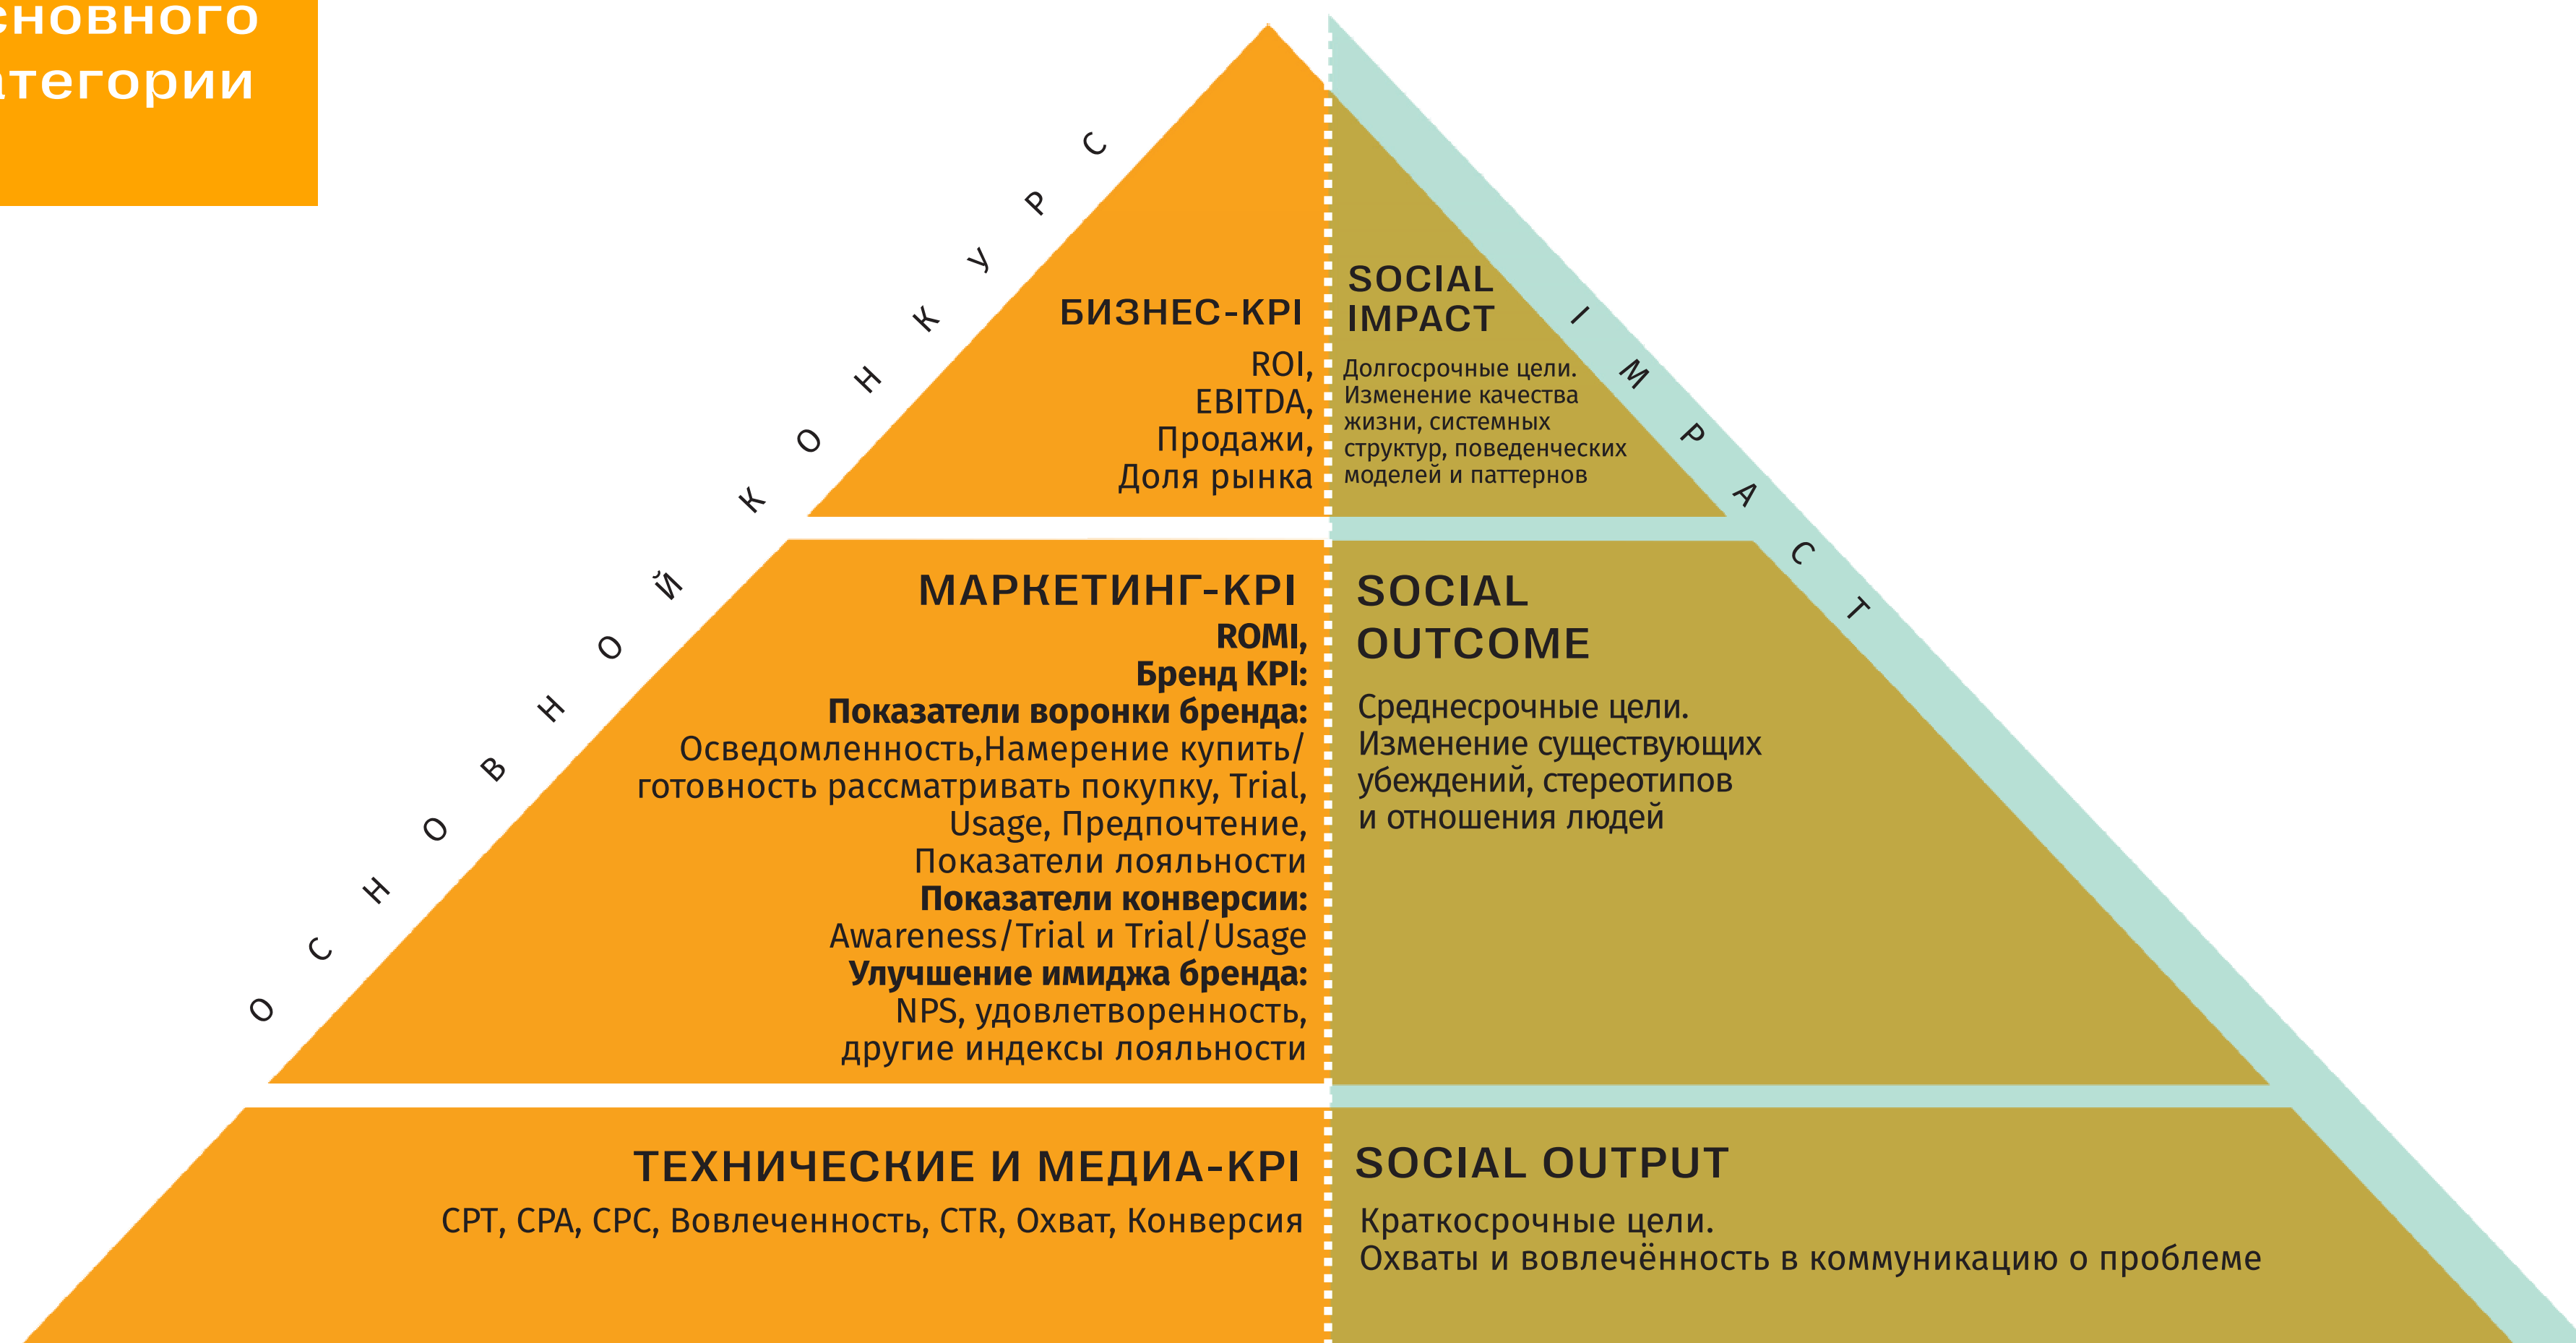 сновного
атегории
ОСНОВНОЙ КОНКУРС
БИЗНЕС-KPI
ROI,
EBITDA,
Продажи,
Доля рынка
SOCIAL
IMPACT
Долгосрочные цели.
Изменение качества
жизни, системных
структур, поведенческих
моделей и паттернов
ИМПАСТ
МАРКЕТИНГ-KPI
ROMI,
Бренд KPI:
Показатели воронки бренда:
Осведомленность,Намерение купить/
готовность рассматривать покупку, Trial,
Usage, Предпочтение,
Показатели лояльности
Показатели конверсии:
Awareness/Trial и Trial/Usage
Улучшение имиджа бренда:
NPS, удовлетворенность,
другие индексы лояльности
SOCIAL
OUTCOME
Среднесрочные цели.
Изменение существующих
убеждений, стереотипов
и отношения людей
ТЕХНИЧЕСКИЕ И МЕДИА-KPI
CPT, CPA, CPC, Вовлеченность, CTR, Охват, Конверсия
SOCIAL OUTPUT
Краткосрочные цели.
Охваты и вовлечённость в коммуникацию о проблеме